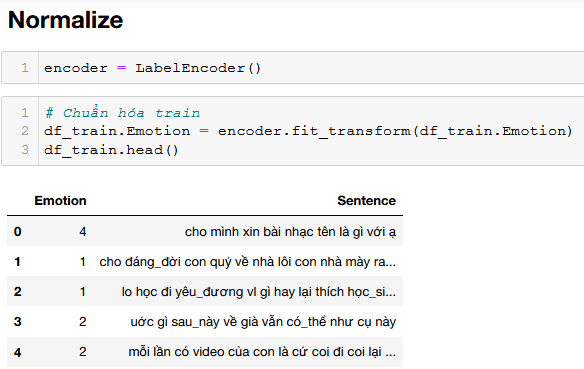 Normalize
1 encoder = LabelEncoder()
1 # Chuẩn hóa train
2 df_train.Emotion = encoder.fit_transform(df_train.Emotion)
3 df_train.head()
Emotion Sentence
0 4 cho mình xin bài nhạc tên là gì với ạ
1 1 cho đáng_đời con quỷ về nhà lôi con nhà mày ra...
2 1 lo học đi yêu_đương vl gì hay lại thích học_si...
3 2 uớc gì sau_này về già vẫn có_thể như cụ này
4 2 mỗi lần có video của con là cứ coi đi coi lại ...